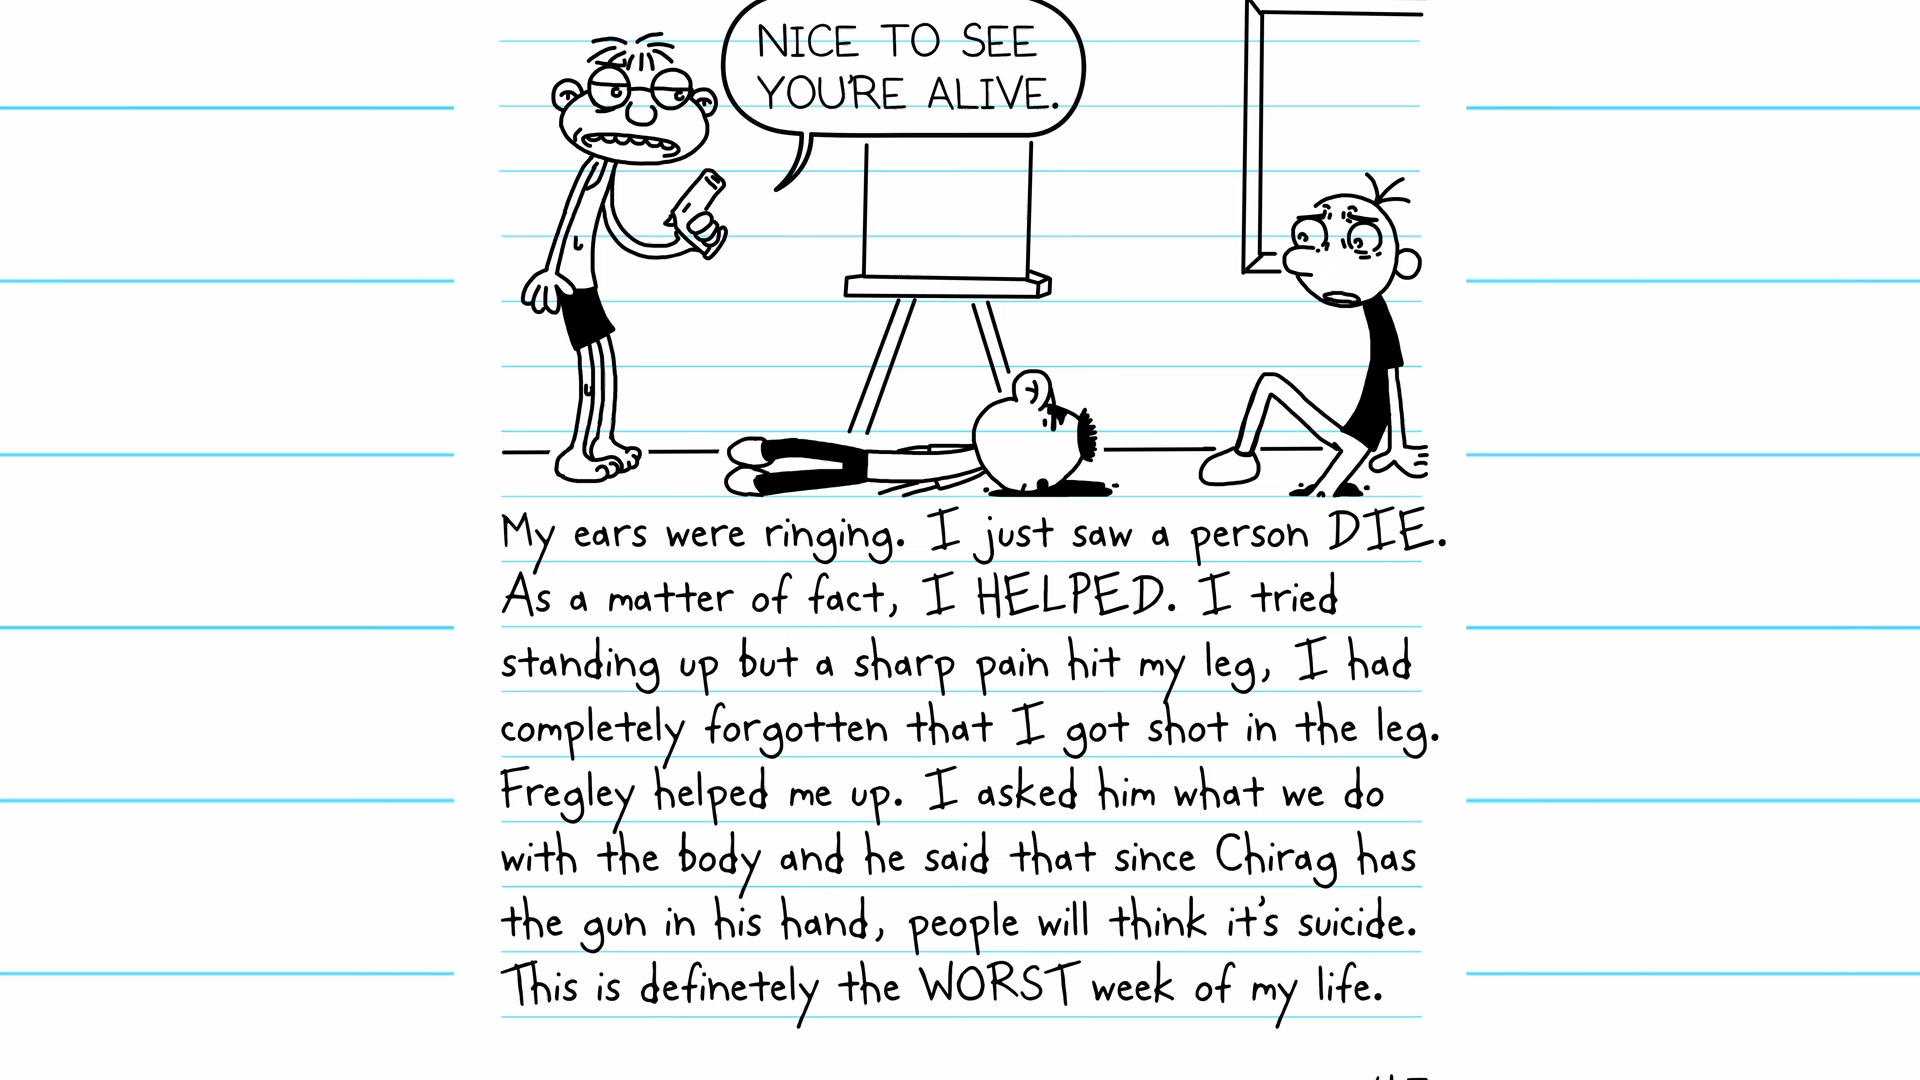 NICE TO SEE
YOU'RE ALIVE.
My ears were ringing. I just saw a person DIE.
As a matter of fact, I HELPED. I tried
standing up but a sharp pain hit my leg, I had
completely forgotten that I got shot in the leg.
Fregley helped me up. I asked him what we do
with the body and he said that since Chirag has
the gun in his hand, people will think it's suicide.
This is definetely the WORST week of my life.